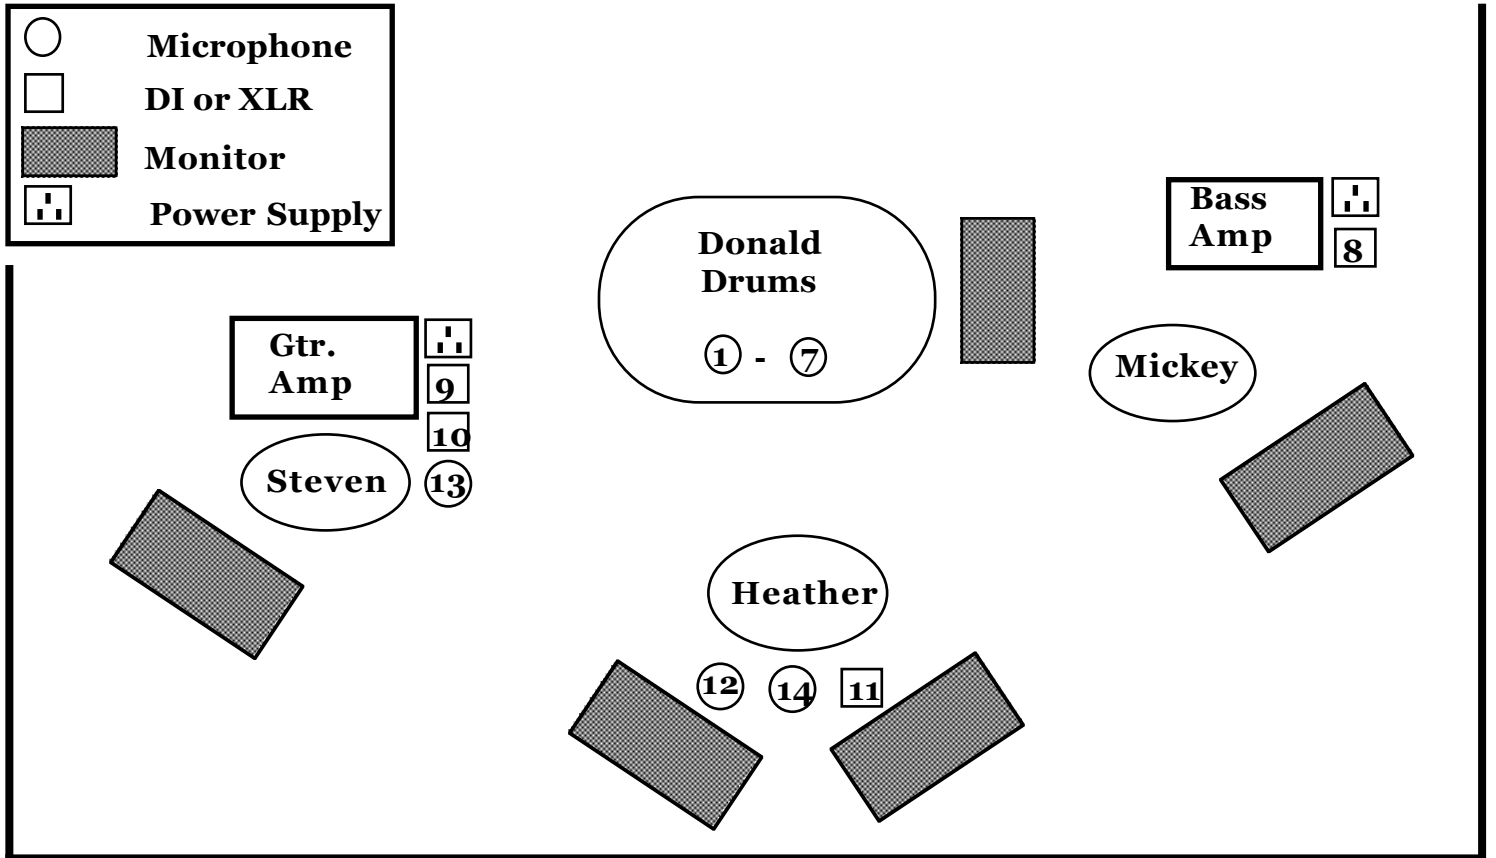 Microphone
DI or XLR
Monitor
Power Supply
Donald
Drums
1 - 7
Bass
Amp
8
Gtr.
Amp
9
10
Mickey
Steven
13
Heather
12 14 11